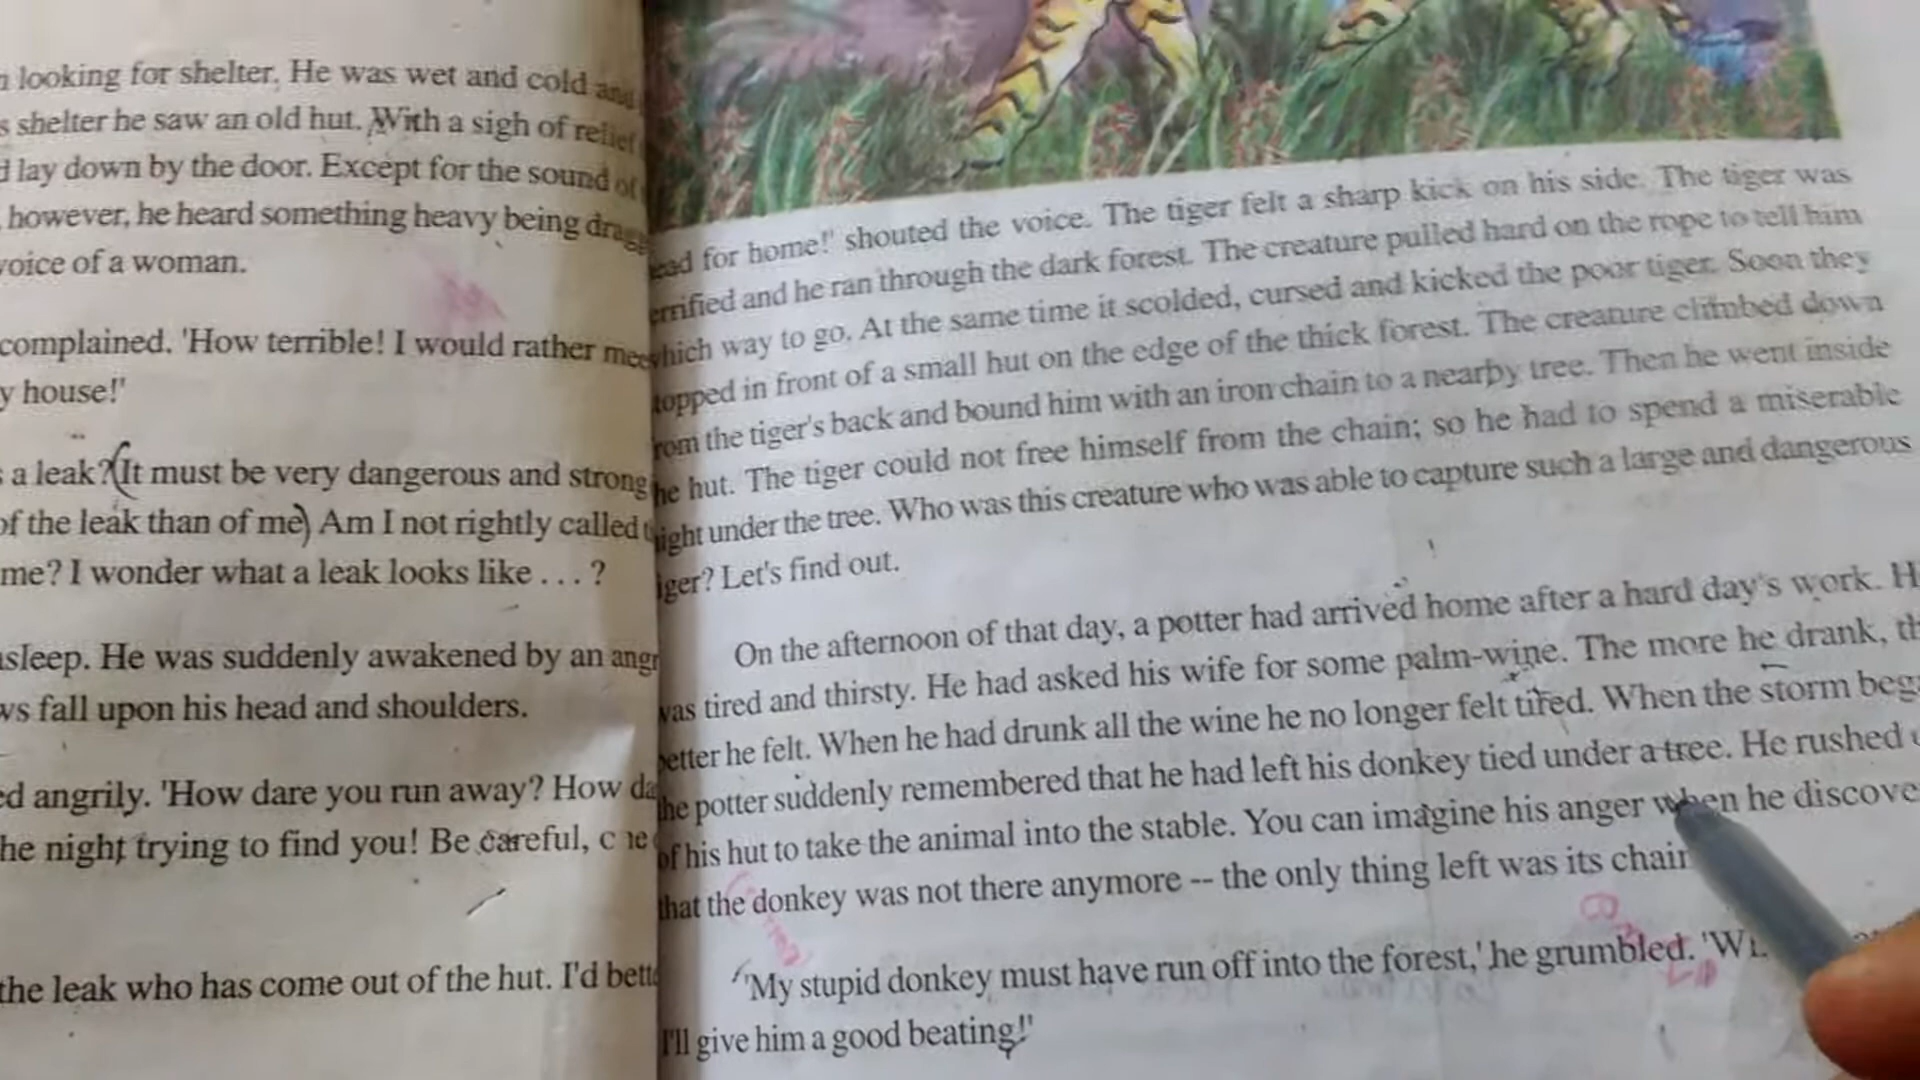 looking for shelter. He was wet and cold and
shelter he saw an old hut. With a sigh of relief
lay down by the door. Except for the sound of
however, he heard something heavy being
voice of a woman.
complained. 'How terrible! I would rather
house!'
a leak? It must be very dangerous and strong
of the leak than of me. Am I not rightly called
me? I wonder what a leak looks like . . . ?
asleep. He was suddenly awakened by an
fall upon his head and shoulders.
angrily. 'How dare you run away? How
he night trying to find you! Be careful,
the leak who has come out of the hut. I'd
ead for home!' shouted the voice. The tiger felt a sharp kick on his side. The tiger was
errified and he ran through the dark forest. The creature pulled hard on the rope to tell him
which way to go. At the same time it scolded, cursed and kicked the poor tiger. Soon they
topped in front of a small hut on the edge of the thick forest. The creature climbed down
rom the tiger's back and bound him with an iron chain to a nearby tree. Then he went inside
he hut. The tiger could not free himself from the chain; so he had to spend a miserable
ight under the tree. Who was this creature who was able to capture such a large and dangerous
iger? Let's find out.
On the afternoon of that day, a potter had arrived home after a hard day's work. H
was tired and thirsty. He had asked his wife for some palm-wine. The more he drank, th
etter he felt. When he had drunk all the wine he no longer felt tired. When the storm beg
the potter suddenly remembered that he had left his donkey tied under a tree. He rushed
of his hut to take the animal into the stable. You can imagine his anger when he discove
that the donkey was not there anymore -- the only thing left was its
'My stupid donkey must have run off into the forest,' he grumbled.
I'll give him a good beating!'